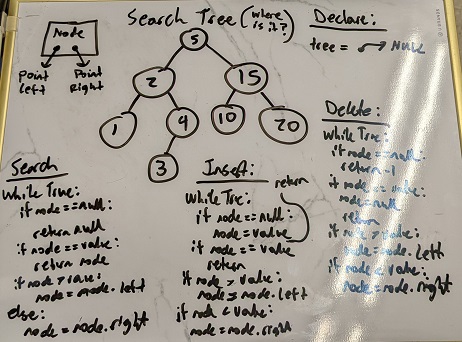 Search Tree (where is it?)
Declare:
tree = → Null
Node
Point left
Point Right
5
2
15
1
9
10
20
3
Search
while True:
if node == null:
return null
if node == value:
return node
if node > value:
node = node.left
else:
node = node.right
Insert:
return
while True:
if node == null:
node = value
if node == value
return
If node > value:
node = node.left
if node < value:
node = node.right
Delete:
while True:
if node == null:
return -1
if node == value:
node = null
return
if node > value:
node = node.left
if node < value:
node = node.right